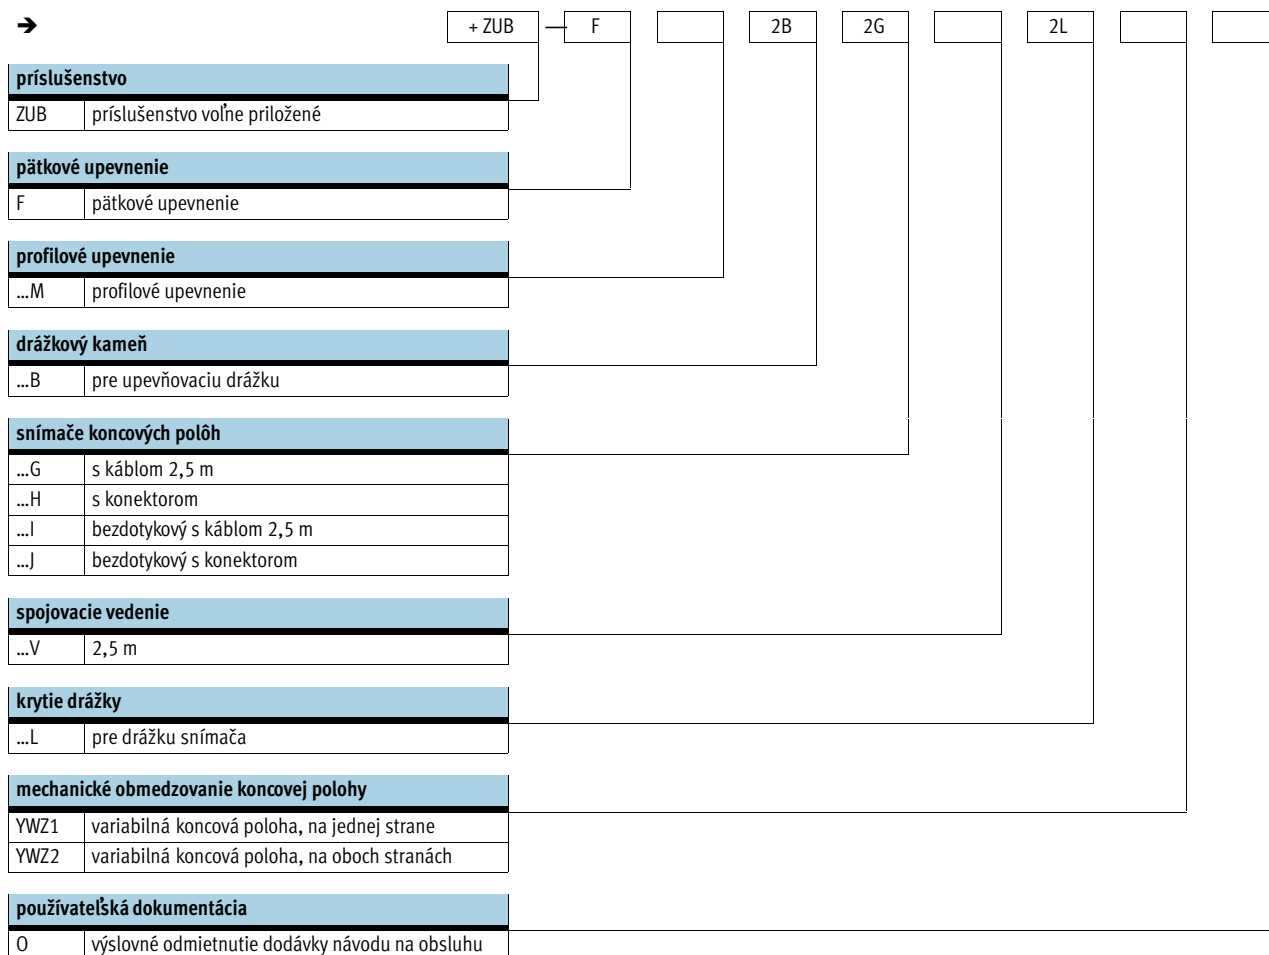 ➔ + ZUB — F 2B 2G 2L
príslušenstvo
ZUB príslušenstvo voľne priložené
pätkové upevnenie
F pätkové upevnenie
profilové upevnenie
...M profilové upevnenie
drážkový kameň
...B pre upevňovaciu drážku
snímače koncových polôh
...G s káblom 2,5 m
...H s konektorom
...I bezdotykový s káblom 2,5 m
...J bezdotykový s konektorom
spojovacie vedenie
...V 2,5 m
krytie drážky
...L pre drážku snímača
mechanické obmedzovanie koncovej polohy
YWZ1 variabilná koncová poloha, na jednej strane
YWZ2 variabilná koncová poloha, na oboch stranách
používateľská dokumentácia
O výslovné odmietnutie dodávky návodu na obsluhu